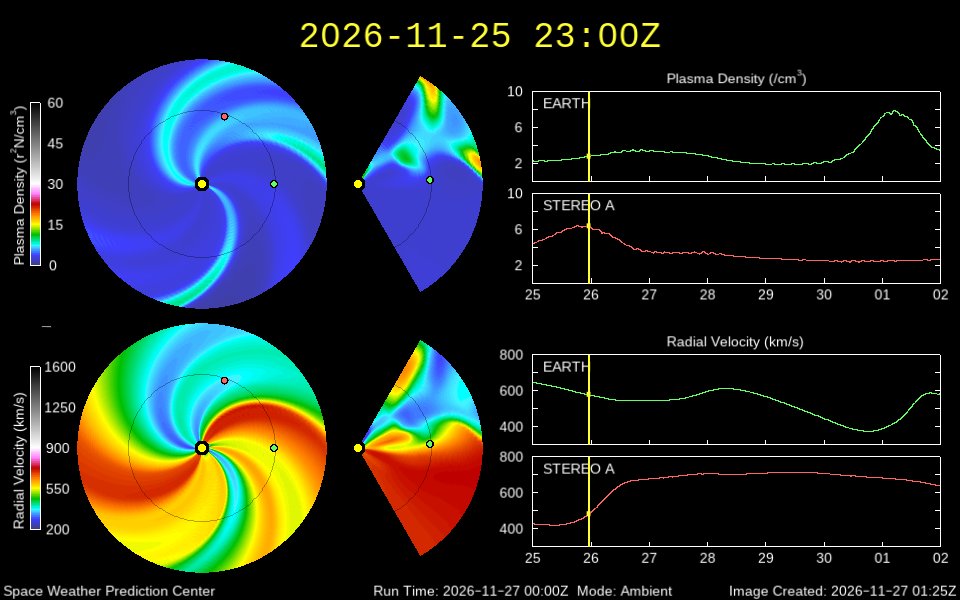 2026-11-25 23:00Z
Plasma Density (r²N/cm³)
60
45
30
15
0
Plasma Density (/cm³)
EARTH
10
6
2
STEREO A
10
6
2
25 26 27 28 29 30 01 02
Radial Velocity (km/s)
1600
1250
900
550
200
Radial Velocity (km/s)
EARTH
800
600
400
STEREO A
800
600
400
25 26 27 28 29 30 01 02
Space Weather Prediction Center Run Time: 2026-11-27 00:00Z Mode: Ambient Image Created: 2026-11-27 01:25Z